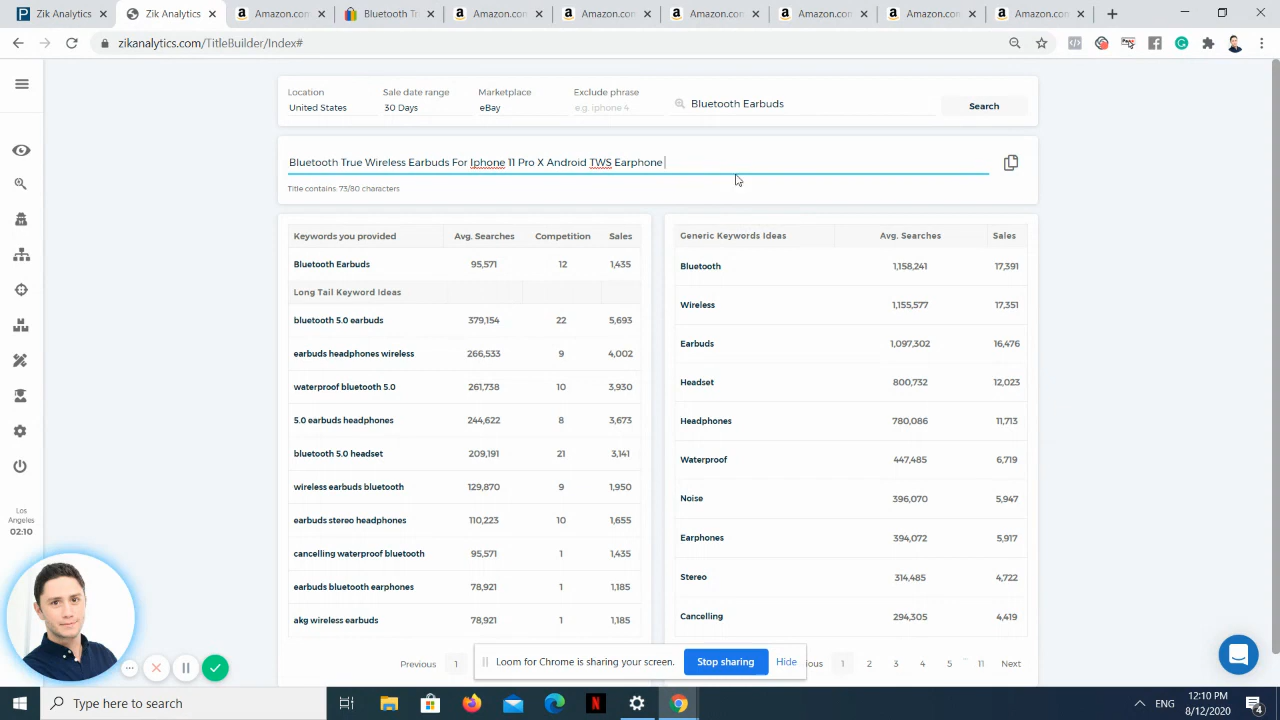 Zik Analytics
Zik Analytics
Amazon.com
Bluetooth T
Amazon.com
Amazon.com
Amazon.com
Amazon.com
Amazon.com
Amazon.com
zikanalytics.com/TitleBuilder/Index#
Location
Sale date range
Marketplace
Exclude phrase
United States
30 Days
eBay
e.g. iphone 4
Bluetooth Earbuds
Search
Bluetooth True Wireless Earbuds For Iphone 11 Pro X Android TWS Earphone
Title contains: 73/80 characters
Keywords you provided Avg. Searches Competition Sales
Bluetooth Earbuds 95,571 12 1,435
Long Tail Keyword Ideas
bluetooth 5.0 earbuds 379,154 22 5,693
earbuds headphones wireless 266,533 9 4,002
waterproof bluetooth 5.0 261,738 10 3,930
5.0 earbuds headphones 244,622 8 3,673
bluetooth 5.0 headset 209,191 21 3,141
wireless earbuds bluetooth 129,870 9 1,950
earbuds stereo headphones 110,223 10 1,655
cancelling waterproof bluetooth 95,571 1 1,435
earbuds bluetooth earphones 78,921 1 1,185
akg wireless earbuds 78,921 1 1,185
Previous 1
Generic Keywords Ideas Avg. Searches Sales
Bluetooth 1,158,241 17,391
Wireless 1,155,577 17,351
Earbuds 1,097,302 16,476
Headset 800,732 12,023
Headphones 780,086 11,713
Waterproof 447,485 6,719
Noise 396,070 5,947
Earphones 394,072 5,917
Stereo 314,485 4,722
Cancelling 294,305 4,419
ious 1 2 3 4 5 ... 11 Next
Los
Angeles
02:10
Loom for Chrome is sharing your screen. Stop sharing Hide
Type here to search
ENG
12:10 PM
8/12/2020
4